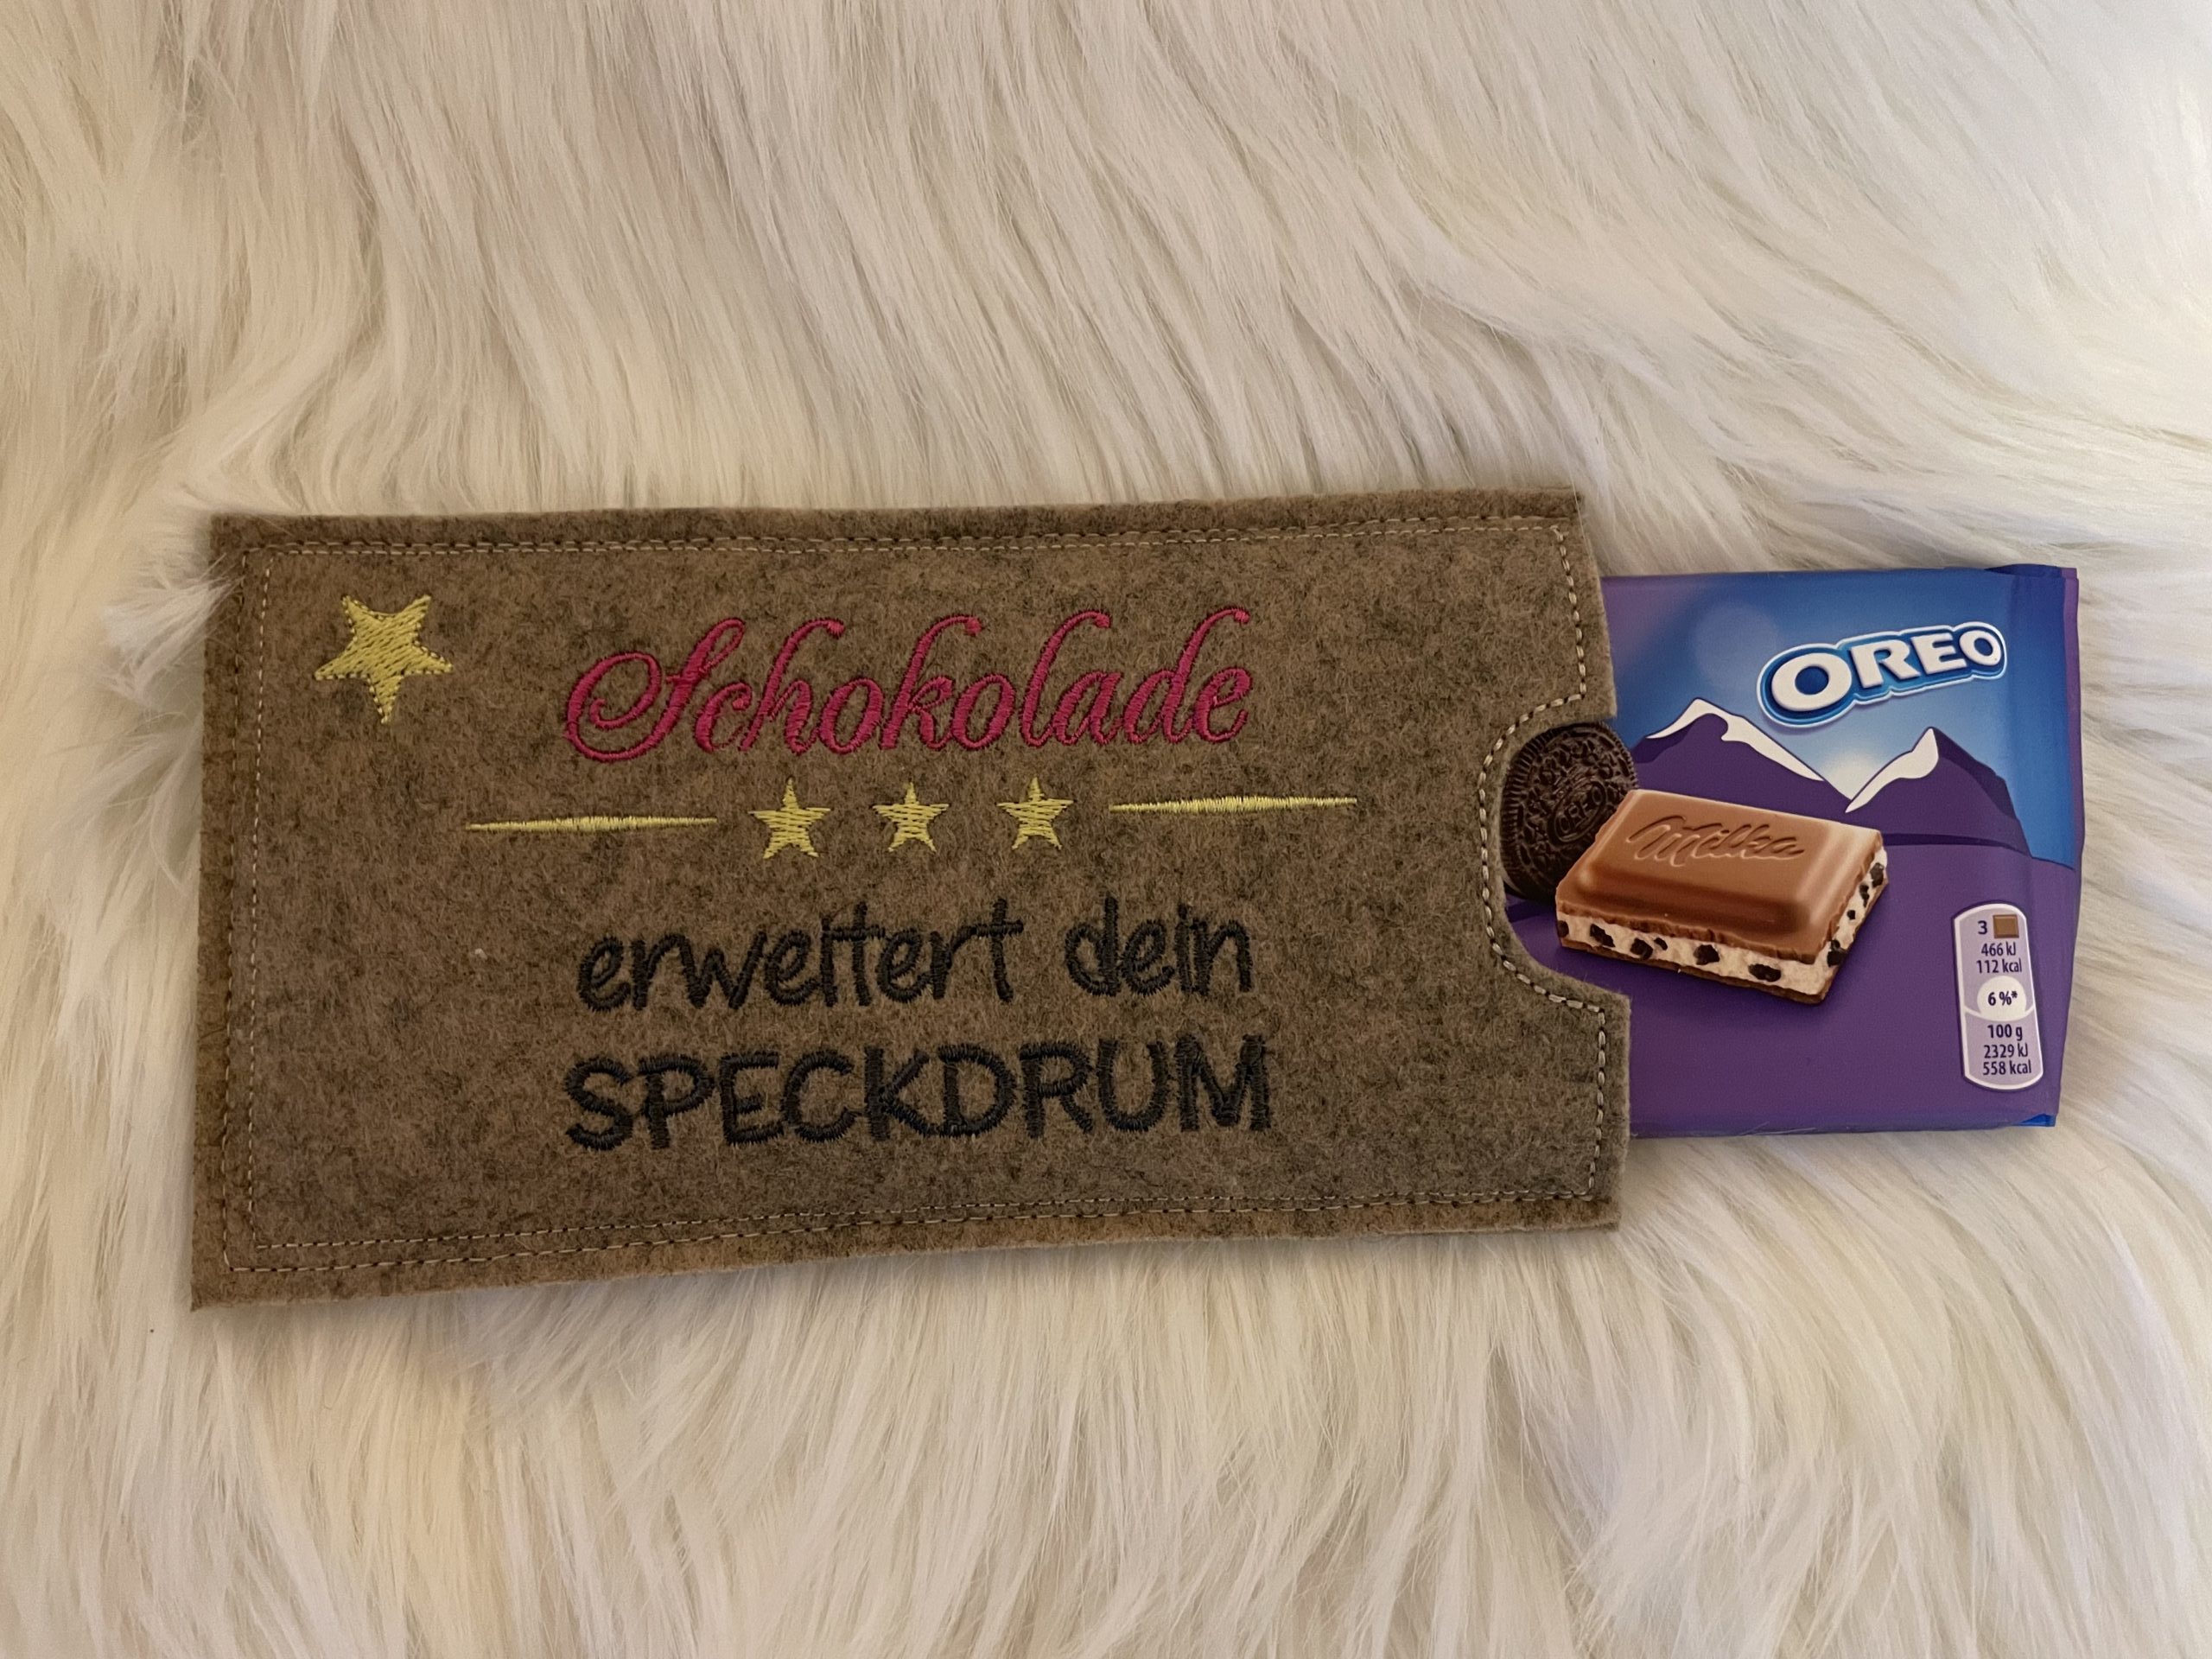 Schokolade
erweitert dein
SPECKDRUM
OREO
Milka
3
466 kJ
112 kcal
6 %*
100 g
2329 kJ
558 kcal